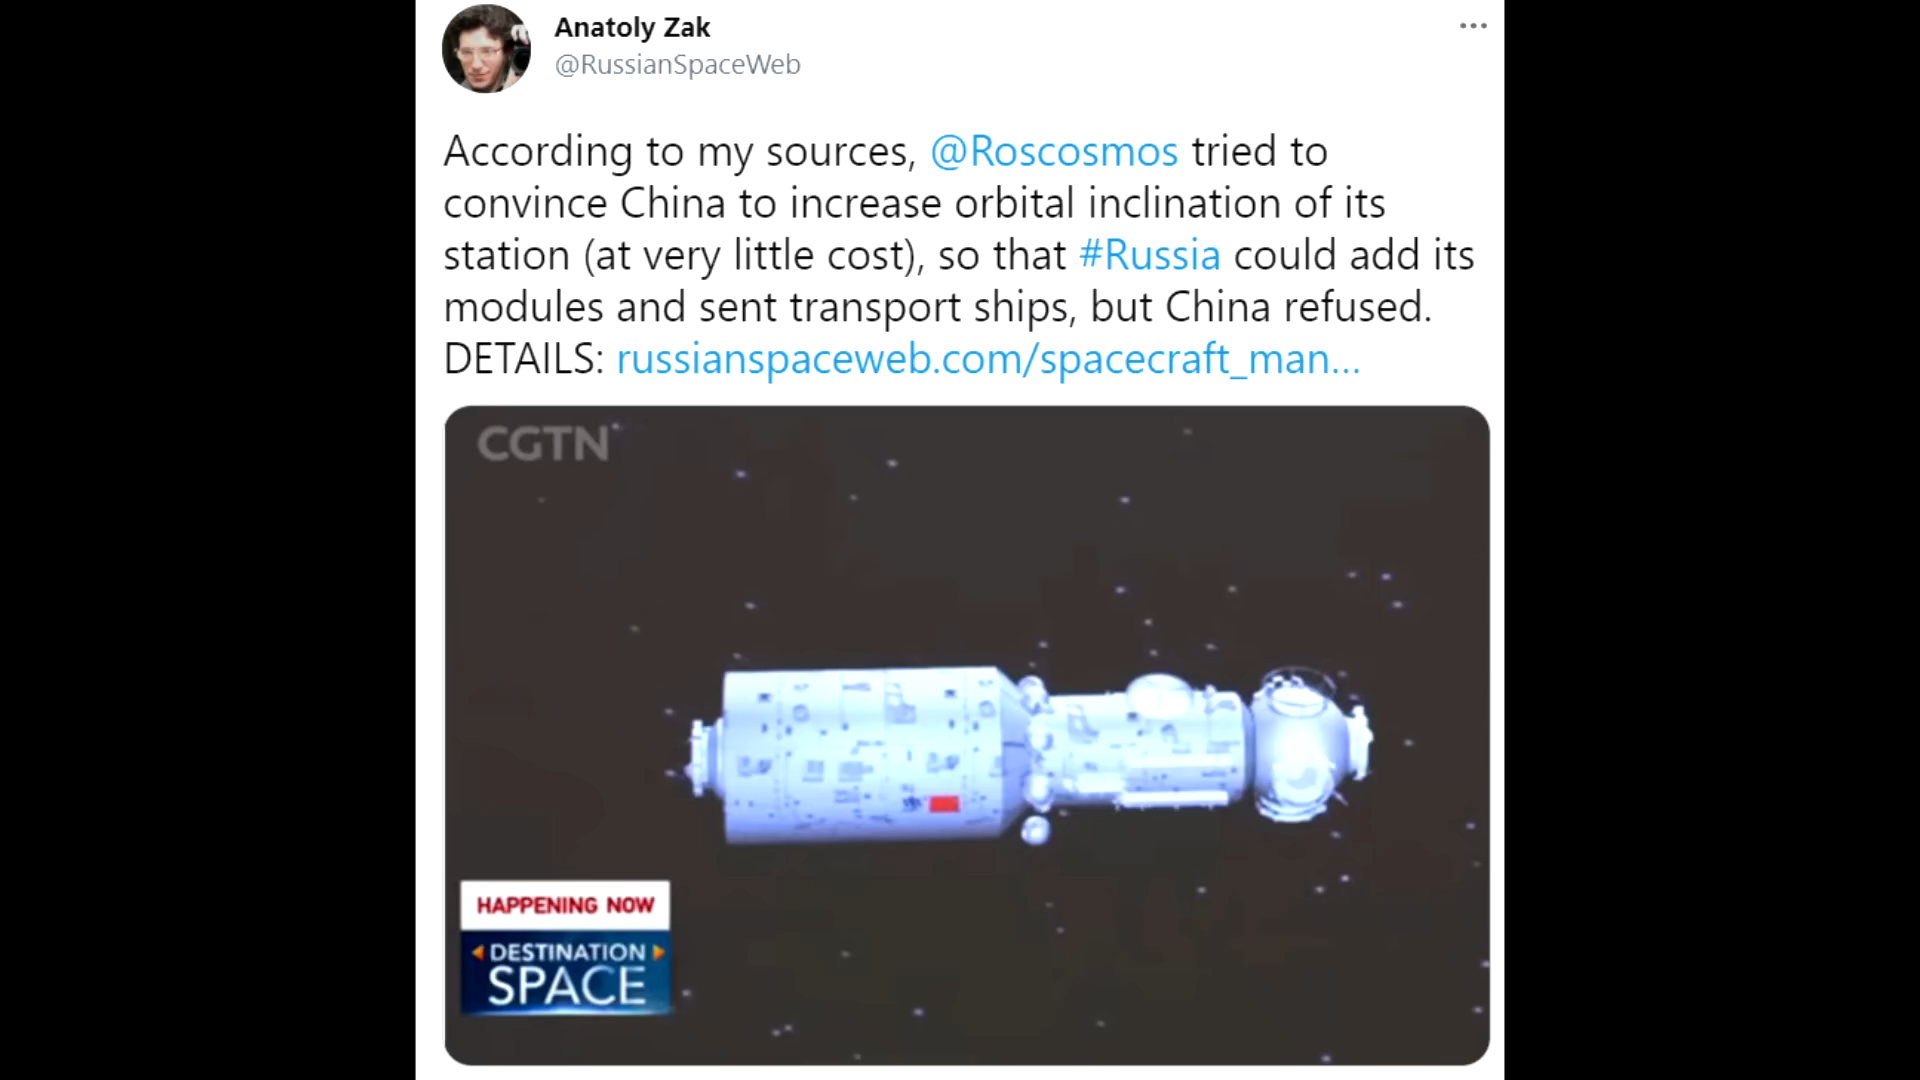 Anatoly Zak
@RussianSpaceWeb
According to my sources, @Roscosmos tried to
convince China to increase orbital inclination of its
station (at very little cost), so that #Russia could add its
modules and sent transport ships, but China refused.
DETAILS: russianspaceweb.com/spacecraft_man...
CGTN
HAPPENING NOW
DESTINATION
SPACE